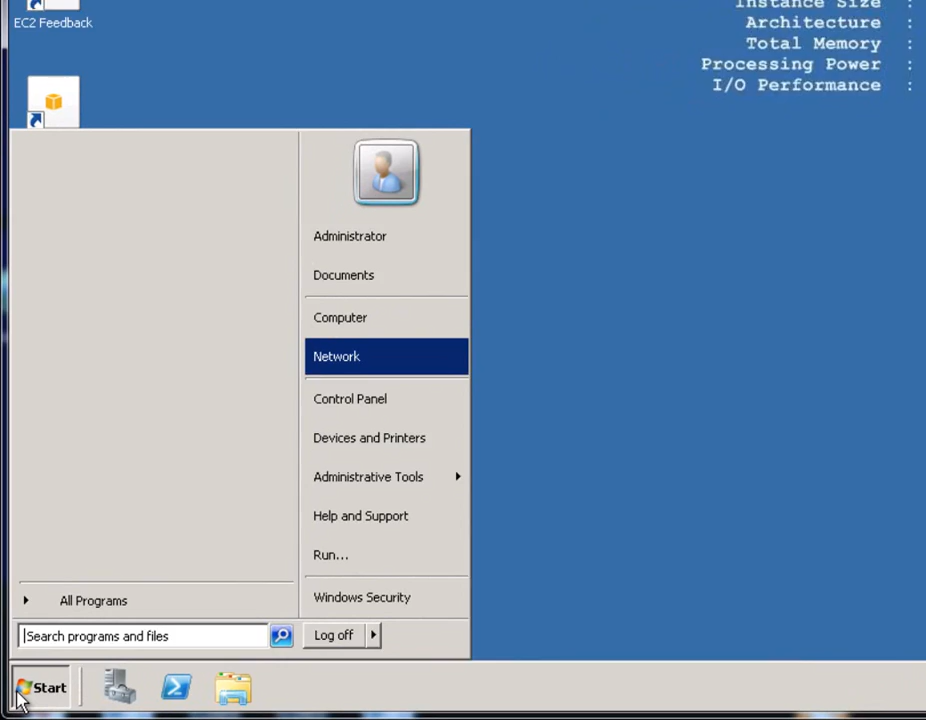 EC2 Feedback
Instance Size :
Architecture :
Total Memory :
Processing Power :
I/O Performance :
Administrator
Documents
Computer
Network
Control Panel
Devices and Printers
Administrative Tools
Help and Support
Run...
Windows Security
All Programs
Search programs and files
Log off
Start